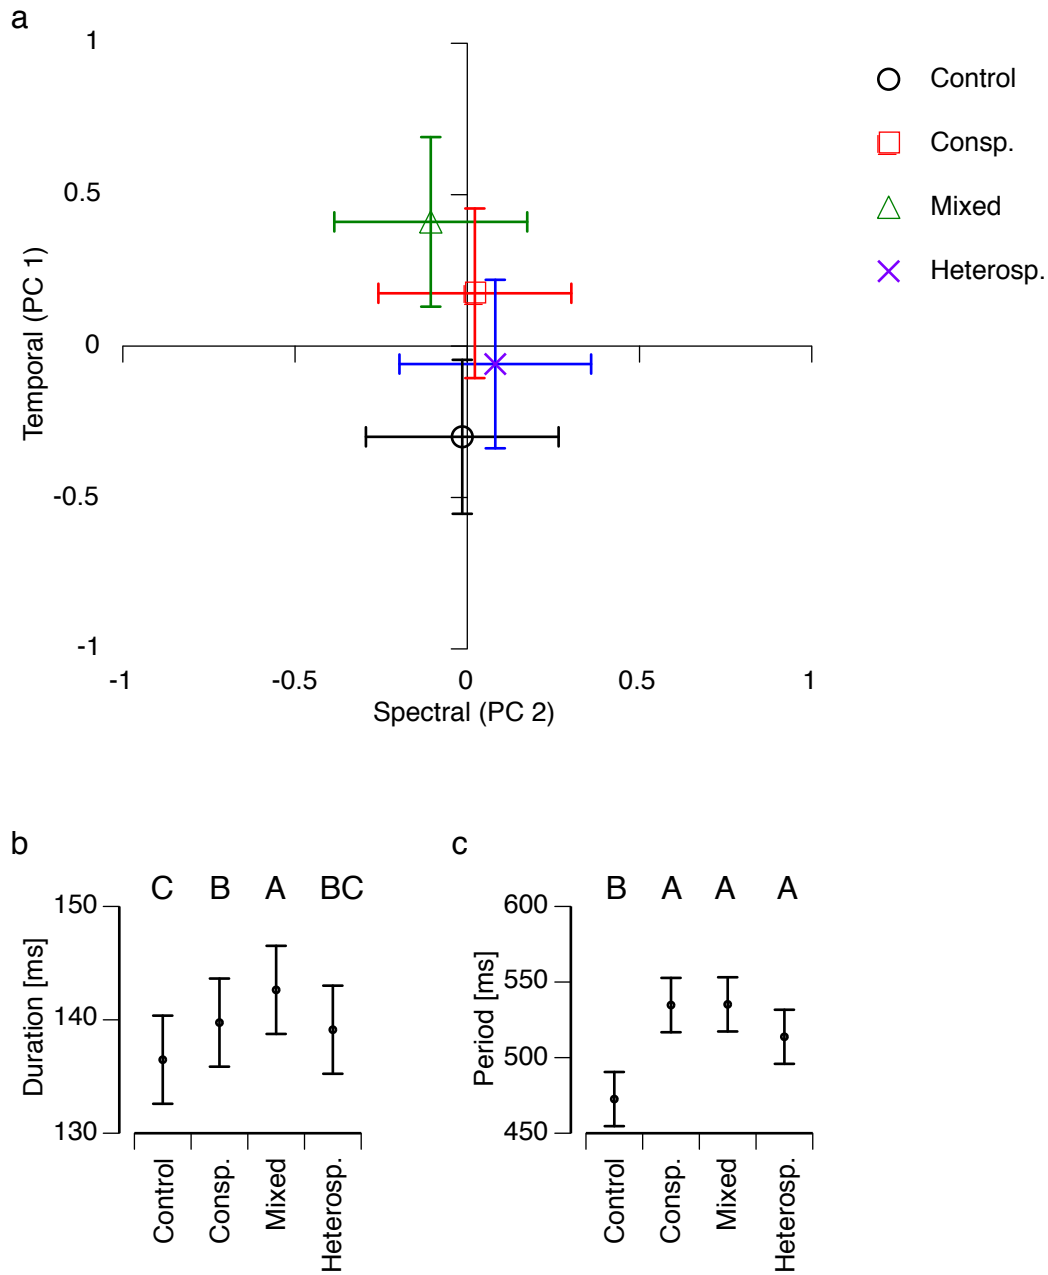 a
1
0.5
0
-0.5
-1
Temporal (PC 1)
-1 -0.5 0 0.5 1
Spectral (PC 2)
Control
Consp.
Mixed
Heterosp.
b
C B A BC
150
140
130
Duration [ms]
Control
Consp.
Mixed
Heterosp.
c
B A A A
600
550
500
450
Period [ms]
Control
Consp.
Mixed
Heterosp.